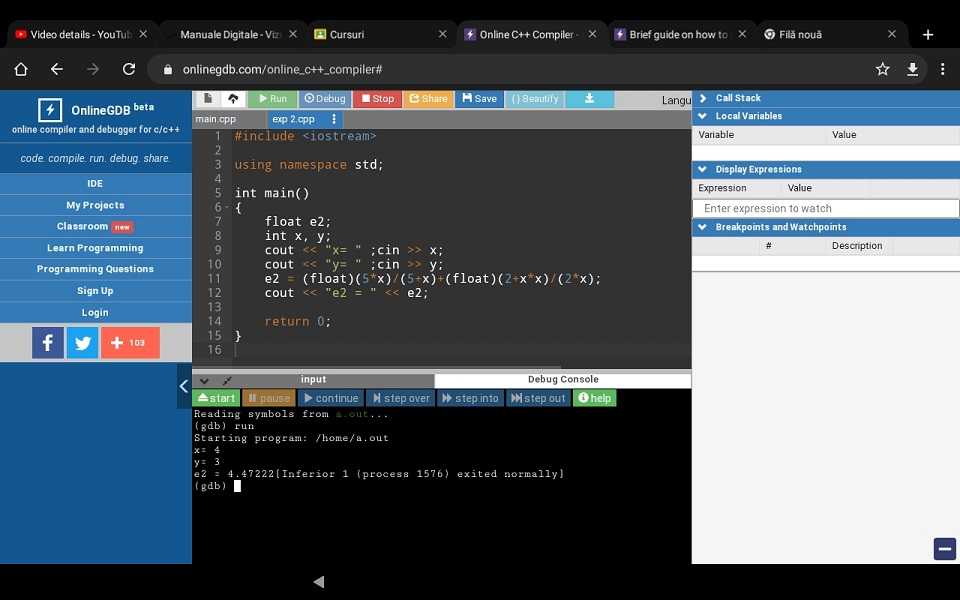 Video details - YouTub
Manuale Digitale - Viz
Cursuri
Online C++ Compiler -
Brief guide on how to
Filă nouă
onlinegdb.com/online_c++_compiler#
OnlineGDB beta
online compiler and debugger for c/c++
code. compile. run. debug. share.
IDE
My Projects
Classroom new
Learn Programming
Programming Questions
Sign Up
Login
f
+ 103
Run
Debug
Stop
Share
Save
{ } Beautify
Langu
main.cpp
exp 2.cpp
1 #include <iostream>
2
3 using namespace std;
4
5 int main()
6 {
7 float e2;
8 int x, y;
9 cout << "x= " ;cin >> x;
10 cout << "y= " ;cin >> y;
11 e2 = (float)(5*x)/(5+x)+(float)(2+x*x)/(2*x);
12 cout << "e2 = " << e2;
13
14 return 0;
15 }
16
input
Debug Console
start
pause
continue
step over
step into
step out
help
Reading symbols from a.out...
(gdb) run
Starting program: /home/a.out
x= 4
y= 3
e2 = 4.47222[Inferior 1 (process 1576) exited normally]
(gdb)
Call Stack
Local Variables
Variable Value
Display Expressions
Expression Value
Enter expression to watch
Breakpoints and Watchpoints
# Description